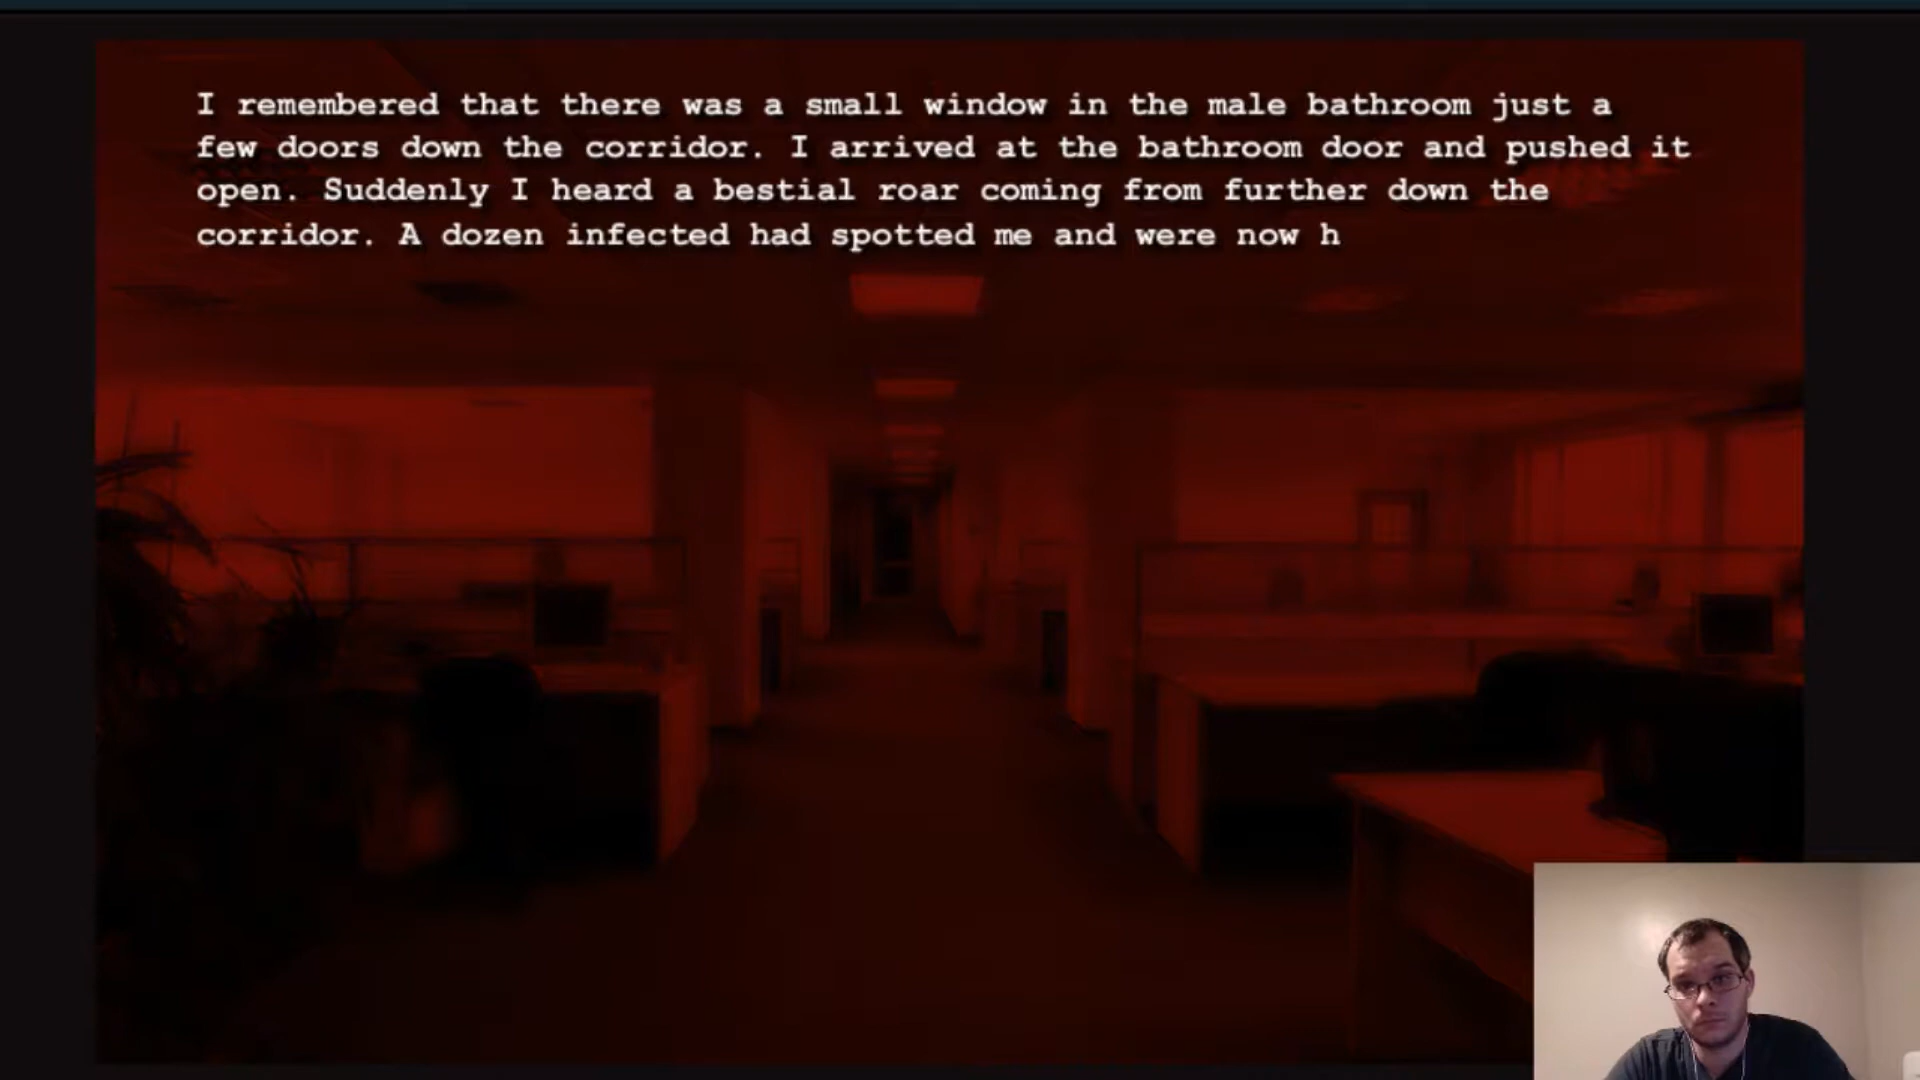 I remembered that there was a small window in the male bathroom just a
few doors down the corridor. I arrived at the bathroom door and pushed it
open. Suddenly I heard a bestial roar coming from further down the
corridor. A dozen infected had spotted me and were now h